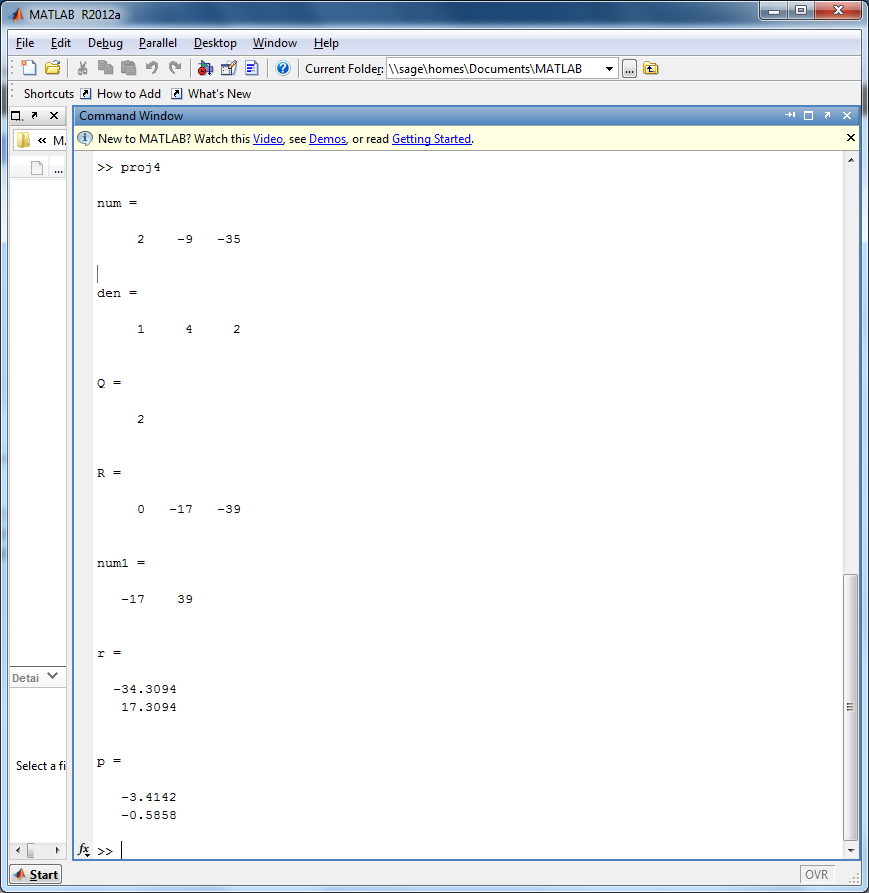 MATLAB R2012a
File Edit Debug Parallel Desktop Window Help
Current Folder: \\sage\homes\Documents\MATLAB ...
Shortcuts How to Add What's New
Command Window
« M.
...
New to MATLAB? Watch this Video, see Demos, or read Getting Started.
>> proj4
num =
2 -9 -35
den =
1 4 2
Q =
2
R =
0 -17 -39
num1 =
-17 39
r =
-34.3094
17.3094
p =
-3.4142
-0.5858
fx >>
Detai
Select a fi
Start
OVR